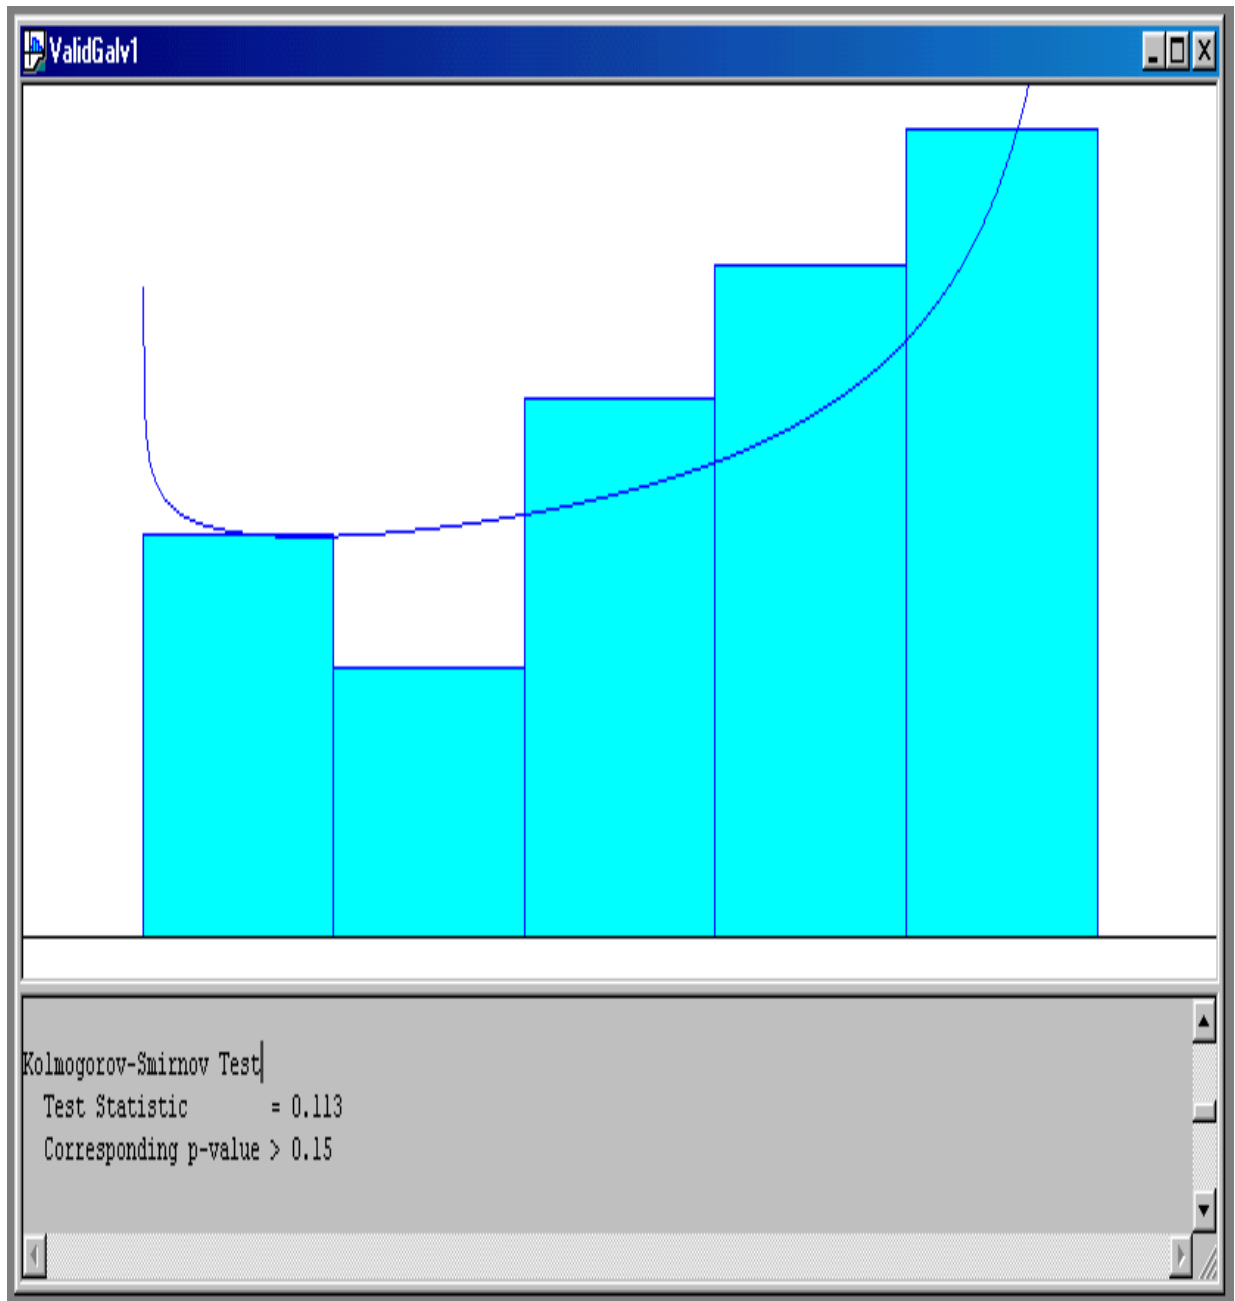 ValidGalv1
Kolmogorov-Smirnov Test
Test Statistic = 0.113
Corresponding p-value > 0.15